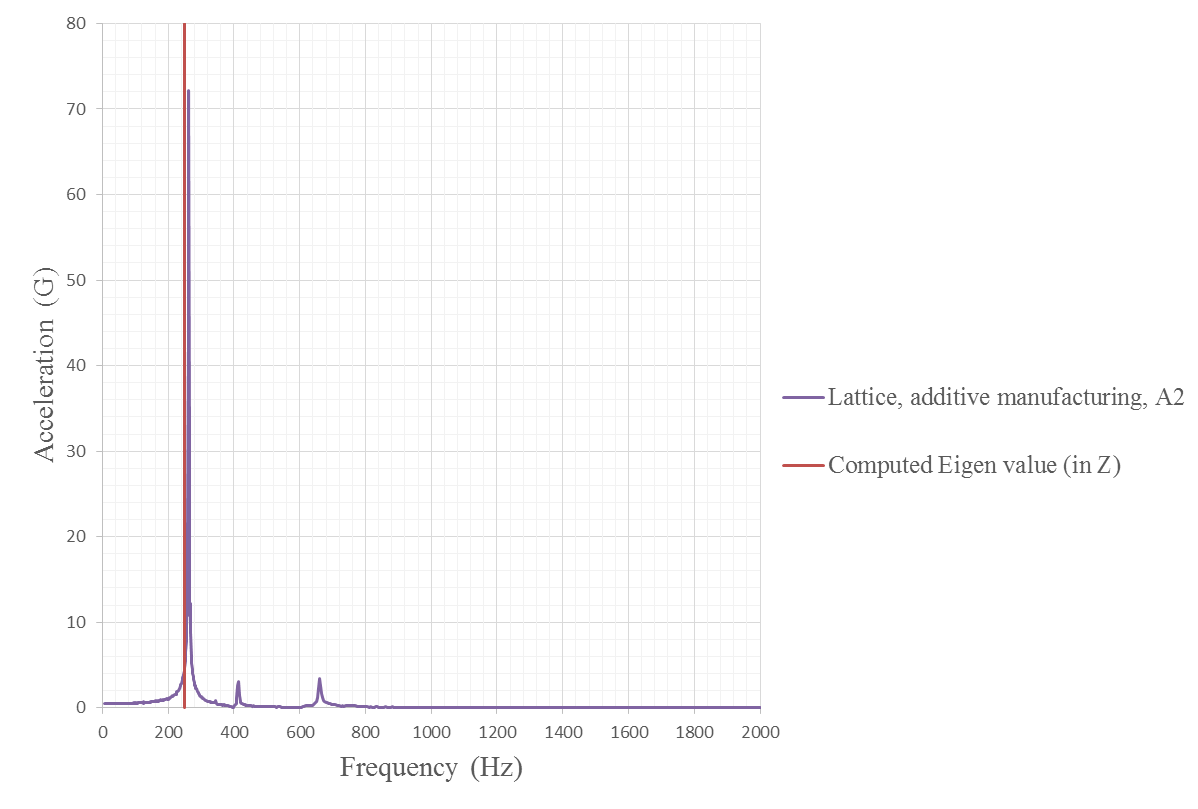 80
70
60
50
40
30
20
10
0
Acceleration (G)
0 200 400 600 800 1000 1200 1400 1600 1800 2000
Frequency (Hz)
Lattice, additive manufacturing, A2
Computed Eigen value (in Z)